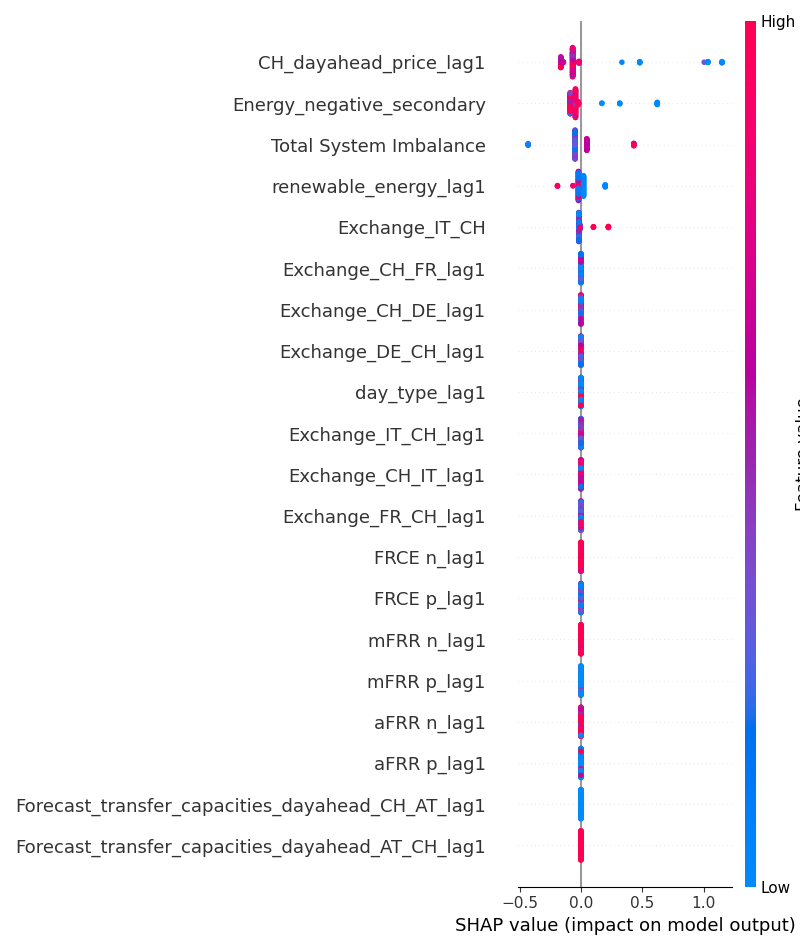 High
CH_dayahead_price_lag1
Energy_negative_secondary
Total System Imbalance
renewable_energy_lag1
Exchange_IT_CH
Exchange_CH_FR_lag1
Exchange_CH_DE_lag1
Exchange_DE_CH_lag1
day_type_lag1
Exchange_IT_CH_lag1
Exchange_CH_IT_lag1
Exchange_FR_CH_lag1
FRCE n_lag1
FRCE p_lag1
mFRR n_lag1
mFRR p_lag1
aFRR n_lag1
aFRR p_lag1
Forecast_transfer_capacities_dayahead_CH_AT_lag1
Forecast_transfer_capacities_dayahead_AT_CH_lag1
Low
−0.5 0.0 0.5 1.0
SHAP value (impact on model output)